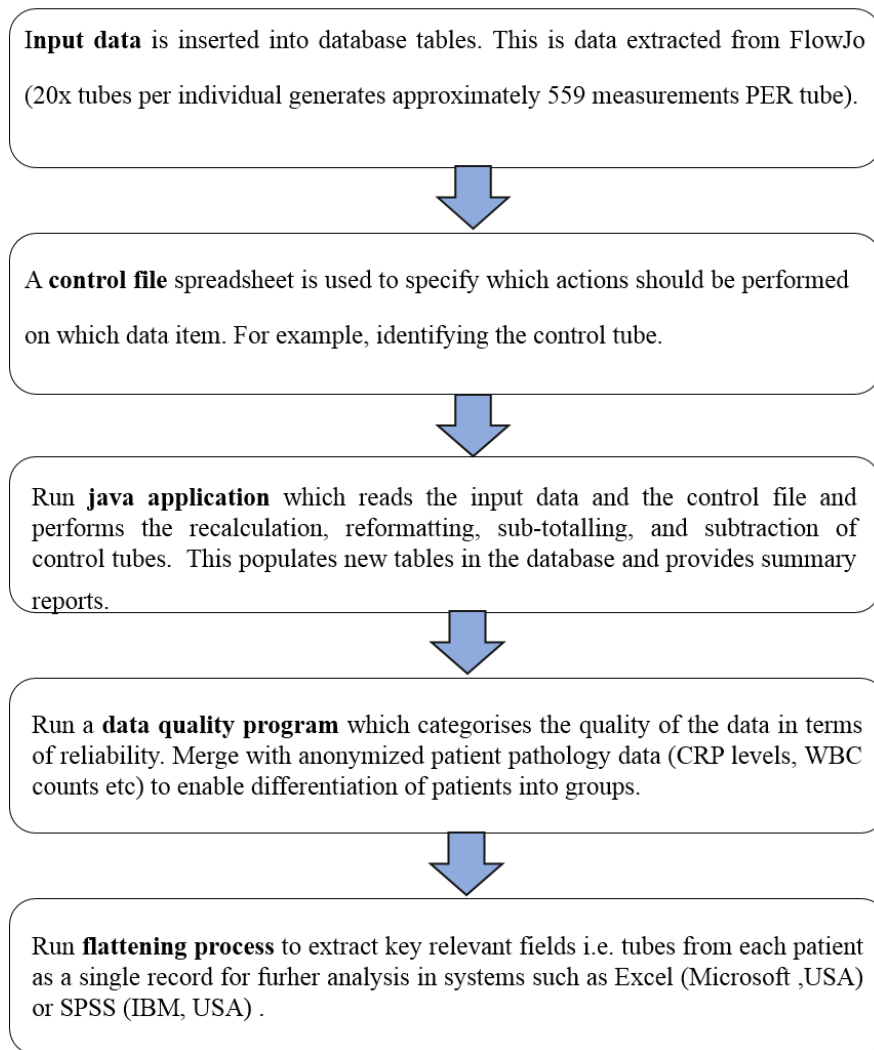 Input data is inserted into database tables. This is data extracted from FlowJo
(20x tubes per individual generates approximately 559 measurements PER tube).
A control file spreadsheet is used to specify which actions should be performed
on which data item. For example, identifying the control tube.
Run java application which reads the input data and the control file and
performs the recalculation, reformatting, sub-totalling, and subtraction of
control tubes. This populates new tables in the database and provides summary
reports.
Run a data quality program which categorises the quality of the data in terms
of reliability. Merge with anonymized patient pathology data (CRP levels, WBC
counts etc) to enable differentiation of patients into groups.
Run flattening process to extract key relevant fields i.e. tubes from each patient
as a single record for furher analysis in systems such as Excel (Microsoft ,USA)
or SPSS (IBM, USA) .